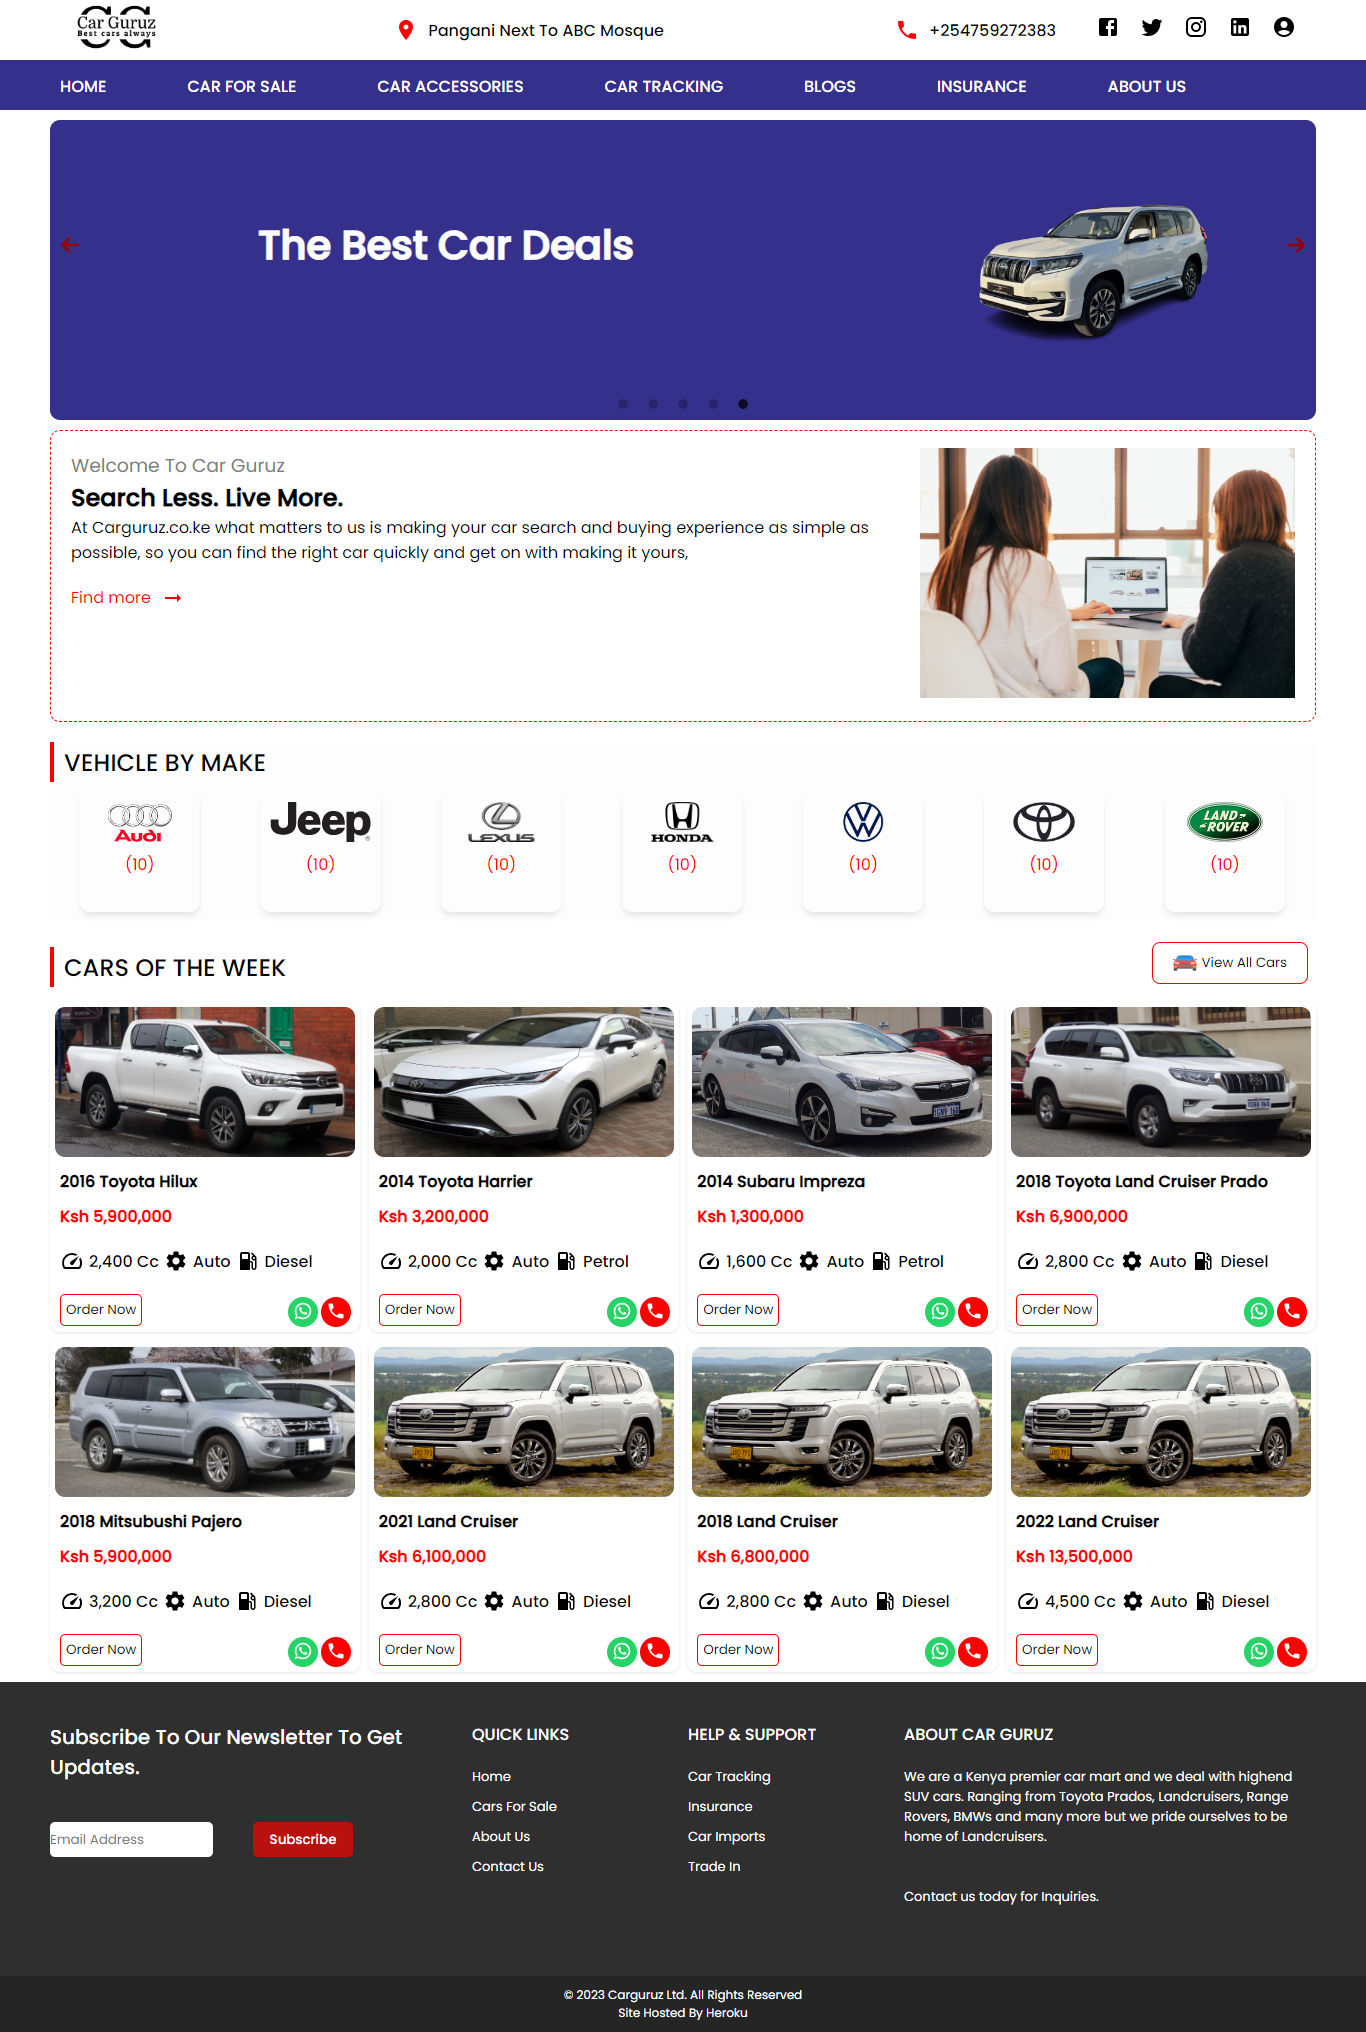 Car Guruz
Best cars always
Pangani Next To ABC Mosque
+254759272383
HOME
CAR FOR SALE
CAR ACCESSORIES
CAR TRACKING
BLOGS
INSURANCE
ABOUT US
The Best Car Deals
Welcome To Car Guruz
Search Less. Live More.
At Carguruz.co.ke what matters to us is making your car search and buying experience as simple as
possible, so you can find the right car quickly and get on with making it yours,
Find more
VEHICLE BY MAKE
Audi
(10)
Jeep
(10)
LEXUS
(10)
HONDA
(10)
(10)
(10)
LAND-
-ROVER
(10)
CARS OF THE WEEK
View All Cars
2016 Toyota Hilux
Ksh 5,900,000
2,400 Cc Auto Diesel
Order Now
2014 Toyota Harrier
Ksh 3,200,000
2,000 Cc Auto Petrol
Order Now
2014 Subaru Impreza
Ksh 1,300,000
1,600 Cc Auto Petrol
Order Now
2018 Toyota Land Cruiser Prado
Ksh 6,900,000
2,800 Cc Auto Diesel
Order Now
2018 Mitsubushi Pajero
Ksh 5,900,000
3,200 Cc Auto Diesel
Order Now
2021 Land Cruiser
Ksh 6,100,000
2,800 Cc Auto Diesel
Order Now
2018 Land Cruiser
Ksh 6,800,000
2,800 Cc Auto Diesel
Order Now
2022 Land Cruiser
Ksh 13,500,000
4,500 Cc Auto Diesel
Order Now
Subscribe To Our Newsletter To Get
Updates.
Email Address
Subscribe
QUICK LINKS
Home
Cars For Sale
About Us
Contact Us
HELP & SUPPORT
Car Tracking
Insurance
Car Imports
Trade In
ABOUT CAR GURUZ
We are a Kenya premier car mart and we deal with highend
SUV cars. Ranging from Toyota Prados, Landcruisers, Range
Rovers, BMWs and many more but we pride ourselves to be
home of Landcruisers.
Contact us today for Inquiries.
© 2023 Carguruz Ltd. All Rights Reserved
Site Hosted By Heroku